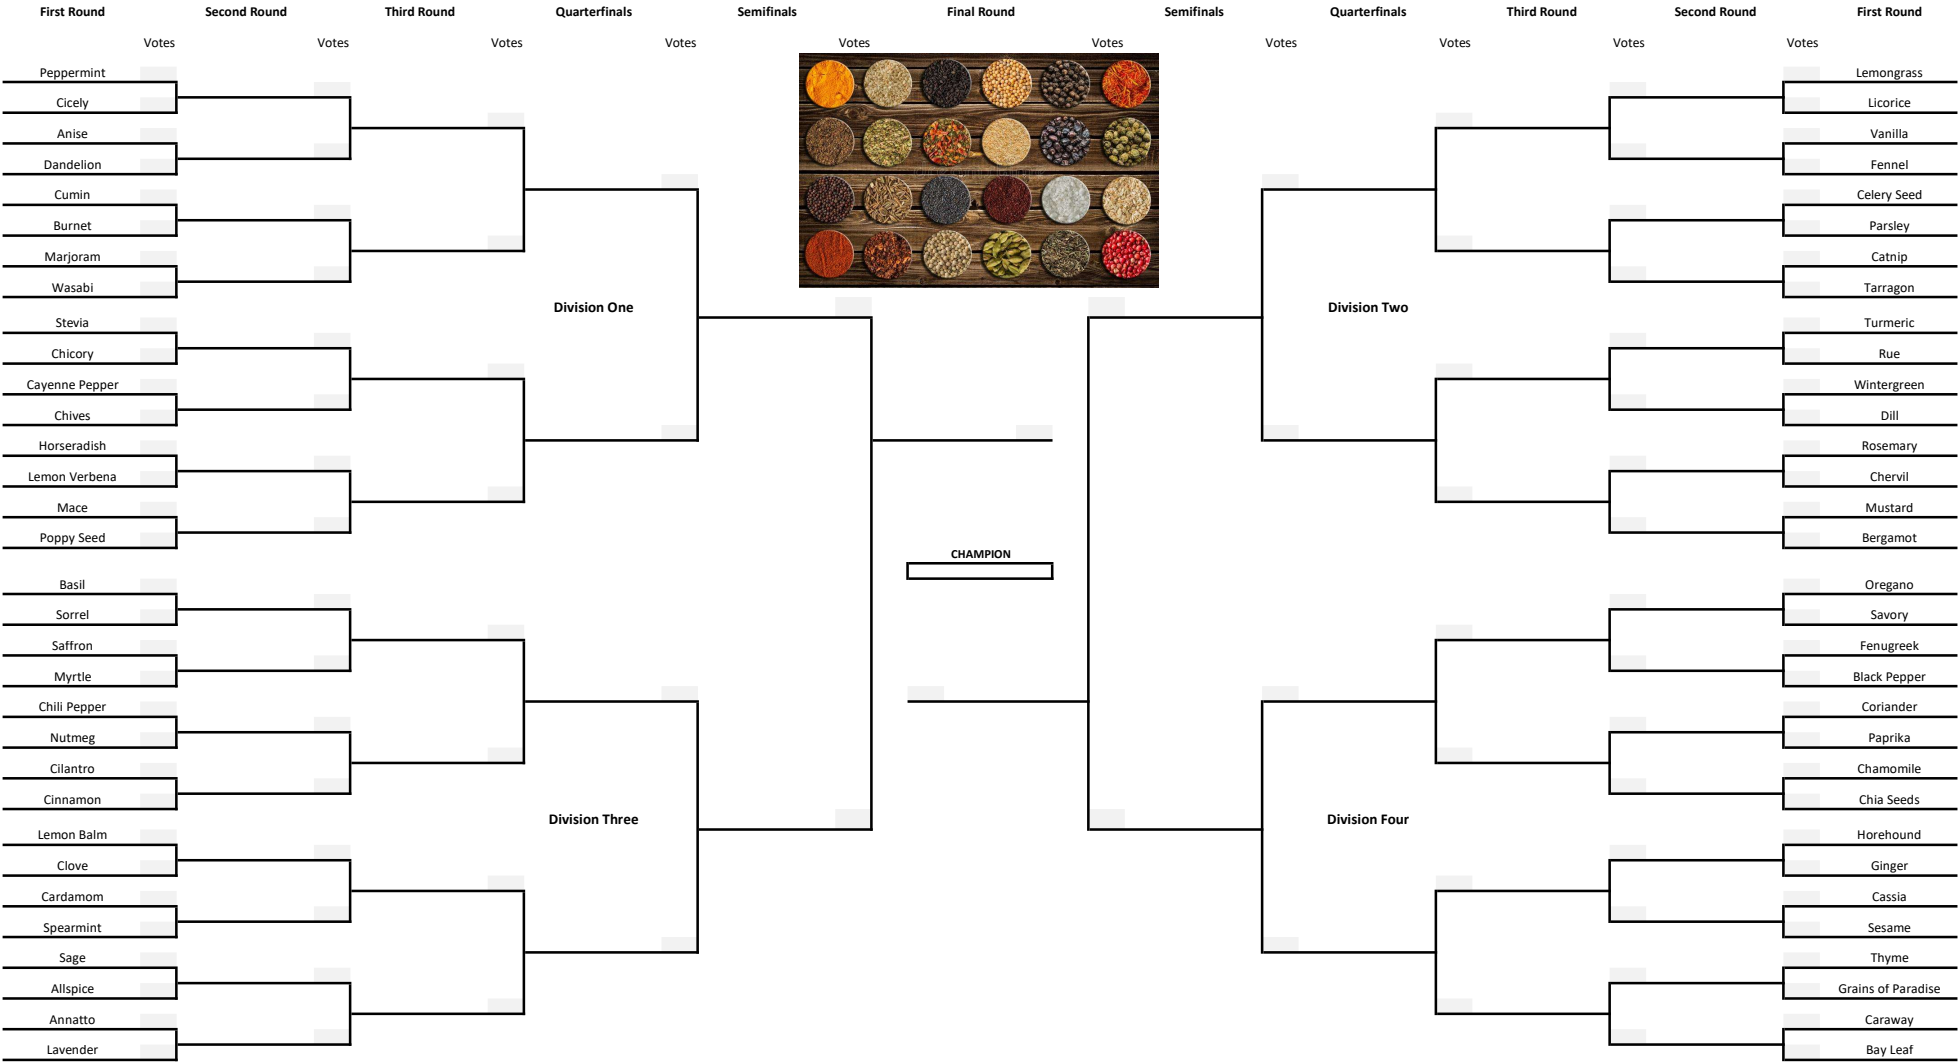 First Round Second Round Third Round Quarterfinals Semifinals Final Round Semifinals Quarterfinals Third Round Second Round First Round
Votes Votes Votes Votes Votes Votes Votes Votes Votes Votes
Peppermint Lemongrass
Cicely Licorice
Anise Vanilla
Dandelion Fennel
Cumin Celery Seed
Burnet Parsley
Marjoram Catnip
Wasabi Tarragon
Division One Division Two
Stevia Turmeric
Chicory Rue
Cayenne Pepper Wintergreen
Chives Dill
Horseradish Rosemary
Lemon Verbena Chervil
Mace Mustard
Poppy Seed Bergamot
CHAMPION
Basil Oregano
Sorrel Savory
Saffron Fenugreek
Myrtle Black Pepper
Chili Pepper Coriander
Nutmeg Paprika
Cilantro Chamomile
Cinnamon Chia Seeds
Division Three Division Four
Lemon Balm Horehound
Clove Ginger
Cardamom Cassia
Spearmint Sesame
Sage Thyme
Allspice Grains of Paradise
Annatto Caraway
Lavender Bay Leaf